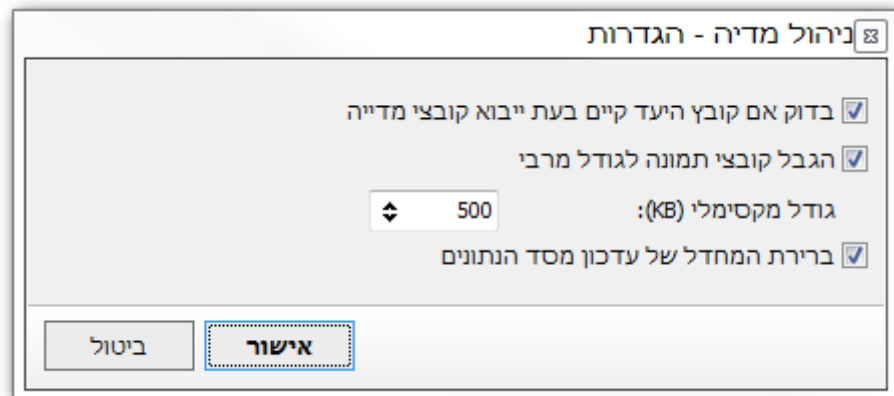 ניהול מדיה - הגדרות
בדוק אם קובץ היעד קיים בעת ייבוא קובצי מדייה
הגבל קובצי תמונה לגודל מרבי
גודל מקסימלי (KB): 500
ברירת המחדל של עדכון מסד הנתונים
אישור ביטול